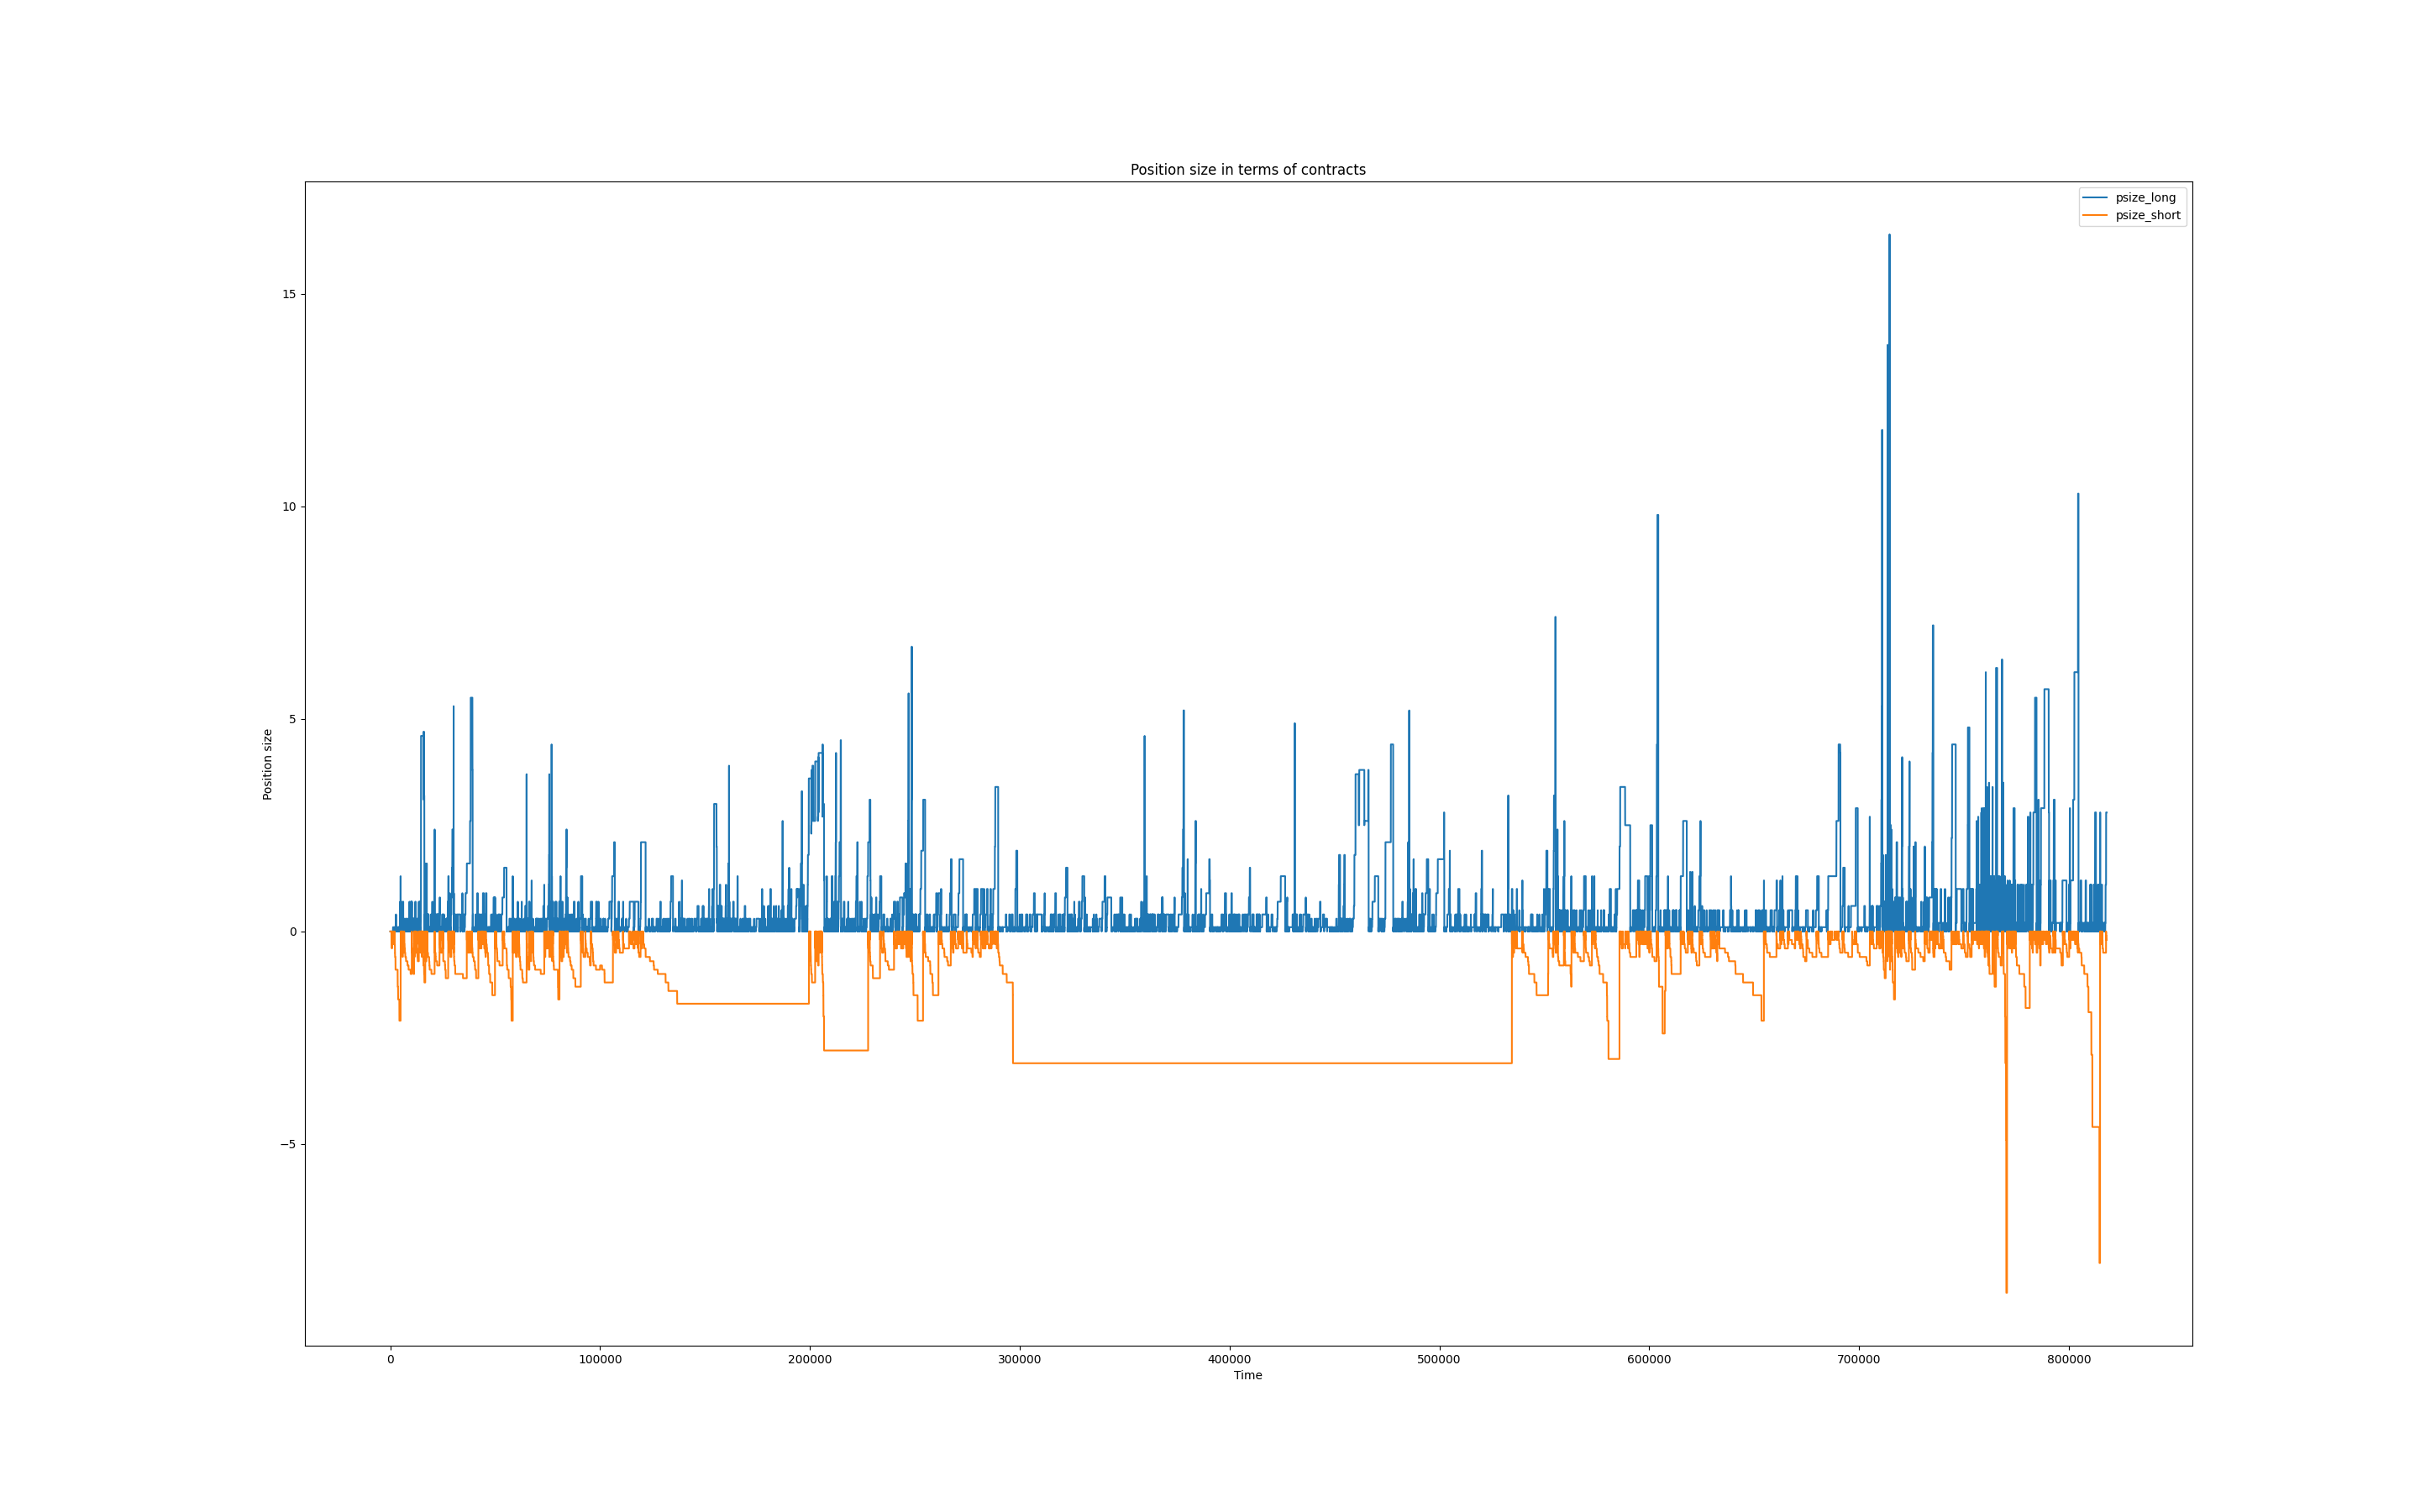 Position size in terms of contracts
psize_long
psize_short
15
10
5
0
−5
Position size
0
100000
200000
300000
400000
500000
600000
700000
800000
Time